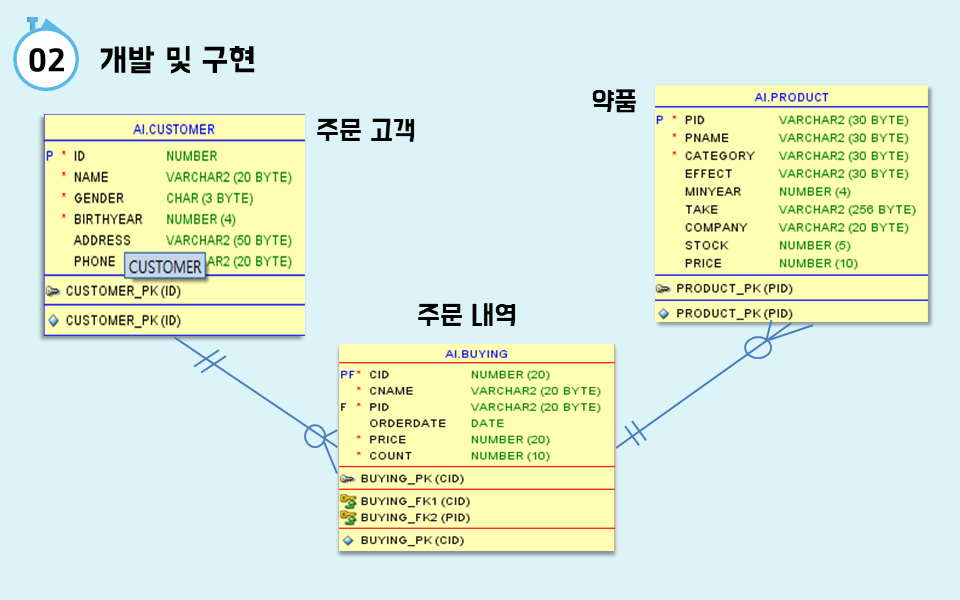 02 개발 및 구현
주문 고객
AI.CUSTOMER
P * ID NUMBER
* NAME VARCHAR2 (20 BYTE)
* GENDER CHAR (3 BYTE)
* BIRTHYEAR NUMBER (4)
ADDRESS VARCHAR2 (50 BYTE)
PHONE AR2 (20 BYTE)
CUSTOMER
CUSTOMER_PK (ID)
CUSTOMER_PK (ID)
약품
AI.PRODUCT
P * PID VARCHAR2 (30 BYTE)
* PNAME VARCHAR2 (30 BYTE)
* CATEGORY VARCHAR2 (30 BYTE)
EFFECT VARCHAR2 (30 BYTE)
MINYEAR NUMBER (4)
TAKE VARCHAR2 (256 BYTE)
COMPANY VARCHAR2 (20 BYTE)
STOCK NUMBER (5)
PRICE NUMBER (10)
PRODUCT_PK (PID)
PRODUCT_PK (PID)
주문 내역
AI.BUYING
PF* CID NUMBER (20)
* CNAME VARCHAR2 (20 BYTE)
F * PID VARCHAR2 (20 BYTE)
ORDERDATE DATE
* PRICE NUMBER (20)
* COUNT NUMBER (10)
BUYING_PK (CID)
BUYING_FK1 (CID)
BUYING_FK2 (PID)
BUYING_PK (CID)